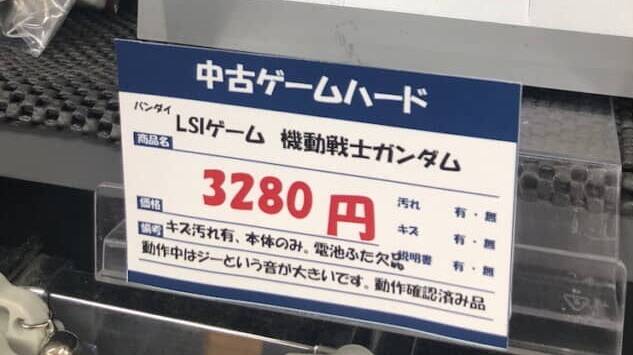 中古ゲームハード
バンダイ
商品名 LSIゲーム 機動戦士ガンダム
価格 3280円
汚れ 有・無
キズ 有・無
説明書 有・無
備考 キズ汚れ有、本体のみ。電池ふた欠品
動作中はジーという音が大きいです。動作確認済み品